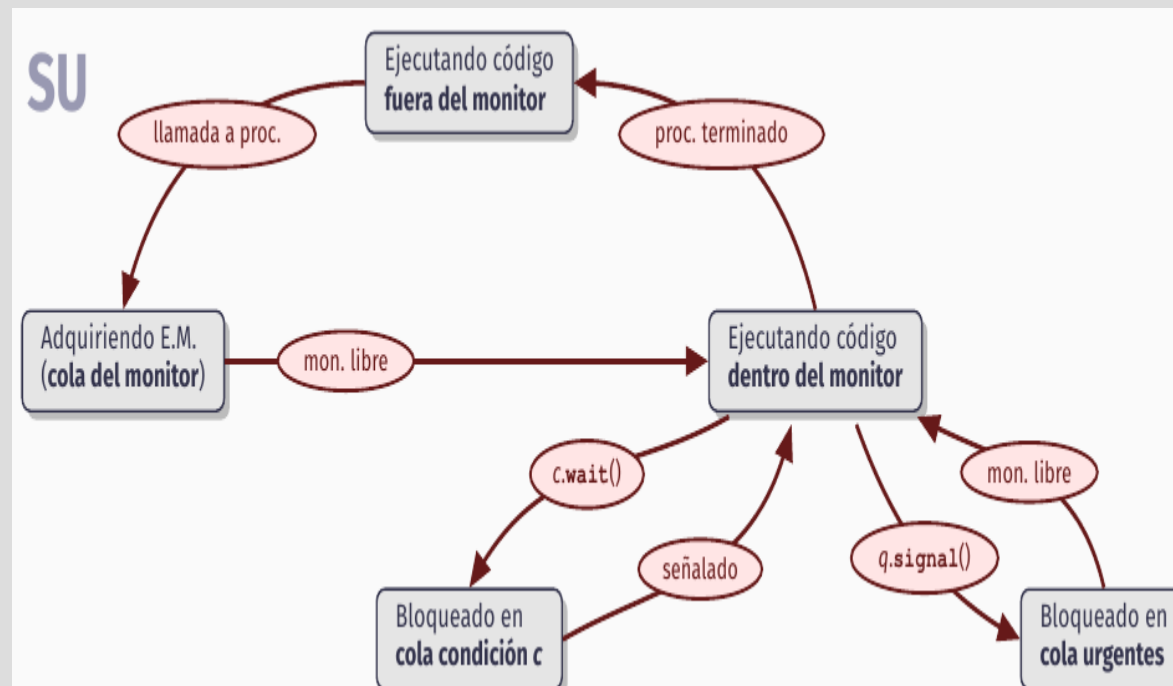 SU
Ejecutando código
fuera del monitor
llamada a proc.
proc. terminado
Adquiriendo E.M.
(cola del monitor)
mon. libre
Ejecutando código
dentro del monitor
c.wait()
señalado
q.signal()
mon. libre
Bloqueado en
cola condición c
Bloqueado en
cola urgentes